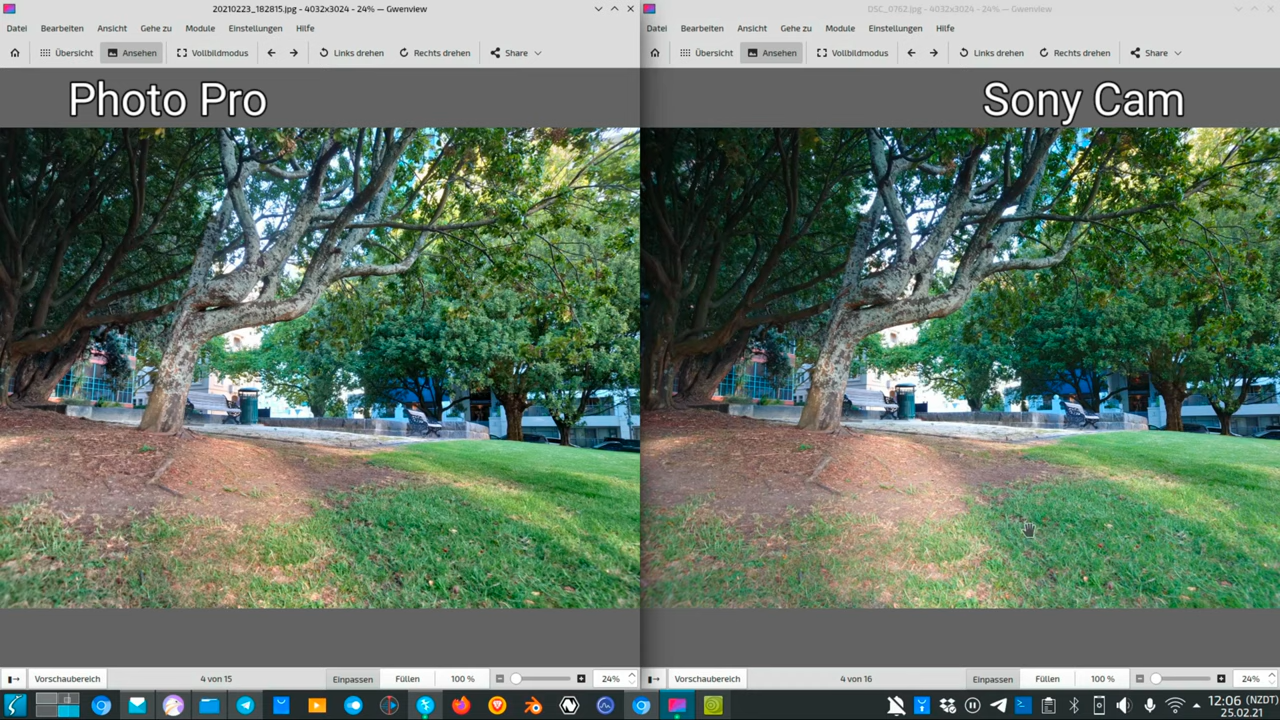 20210223_182815.jpg - 4032x3024 - 24% — Gwenview
Datei Bearbeiten Ansicht Gehe zu Module Einstellungen Hilfe
Übersicht Ansehen Vollbildmodus Links drehen Rechts drehen Share
Photo Pro
4 von 15
Vorschaubereich Einpassen Füllen 100 % 24%
DSC_0762.jpg - 4032x3024 - 24% — Gwenview
Datei Bearbeiten Ansicht Gehe zu Module Einstellungen Hilfe
Übersicht Ansehen Vollbildmodus Links drehen Rechts drehen Share
Sony Cam
Vorschaubereich 4 von 16 Einpassen Füllen 100 % 24%
12:06 (NZDT)
25.02.21